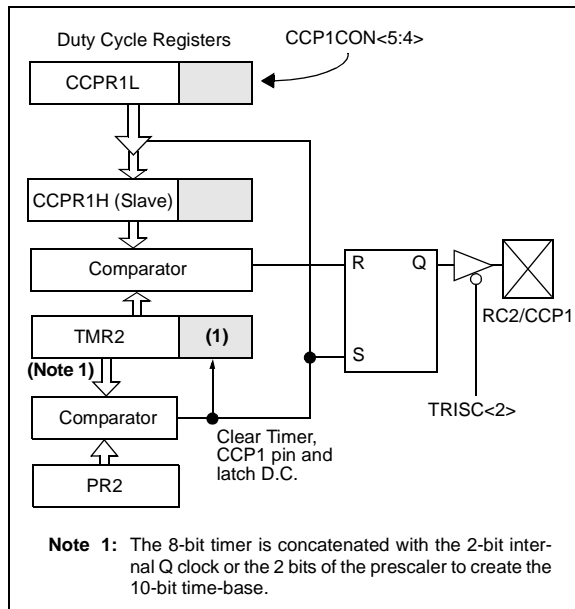 Duty Cycle Registers
CCP1CON<5:4>
CCPR1L
CCPR1H (Slave)
Comparator
R
Q
RC2/CCP1
TMR2
(1)
(Note 1)
S
Comparator
TRISC<2>
Clear Timer,
CCP1 pin and
latch D.C.
PR2
Note 1: The 8-bit timer is concatenated with the 2-bit inter-
nal Q clock or the 2 bits of the prescaler to create the
10-bit time-base.